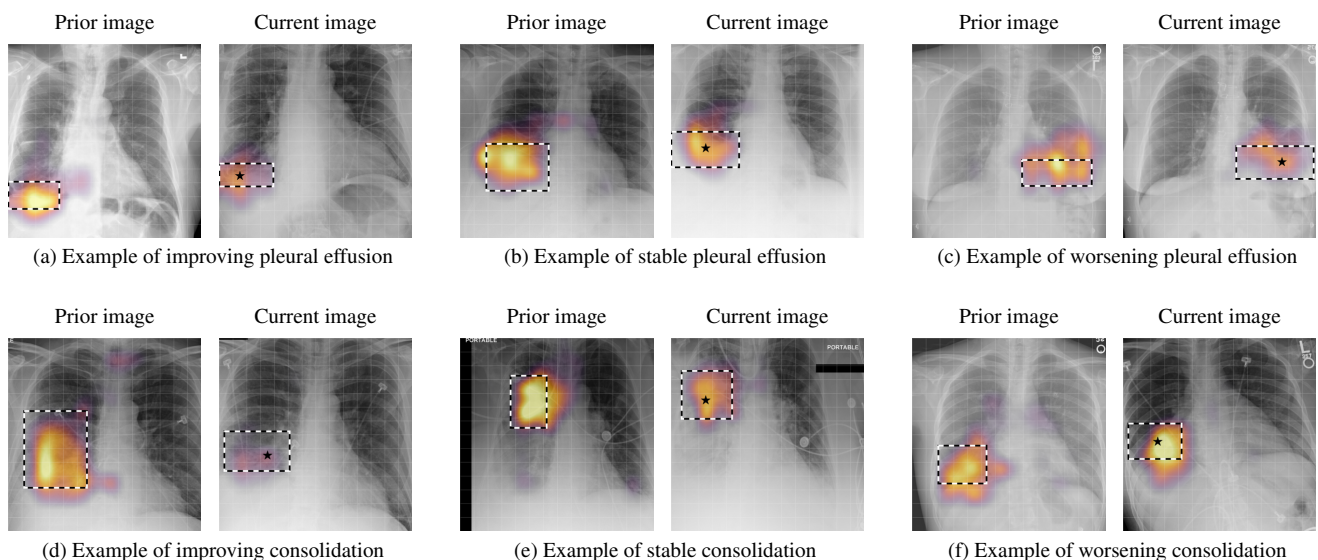 Prior image Current image Prior image Current image Prior image Current image
L
(a) Example of improving pleural effusion (b) Example of stable pleural effusion (c) Example of worsening pleural effusion
Prior image Current image Prior image Current image Prior image Current image
PORTABLE PORTABLE
(d) Example of improving consolidation (e) Example of stable consolidation (f) Example of worsening consolidation